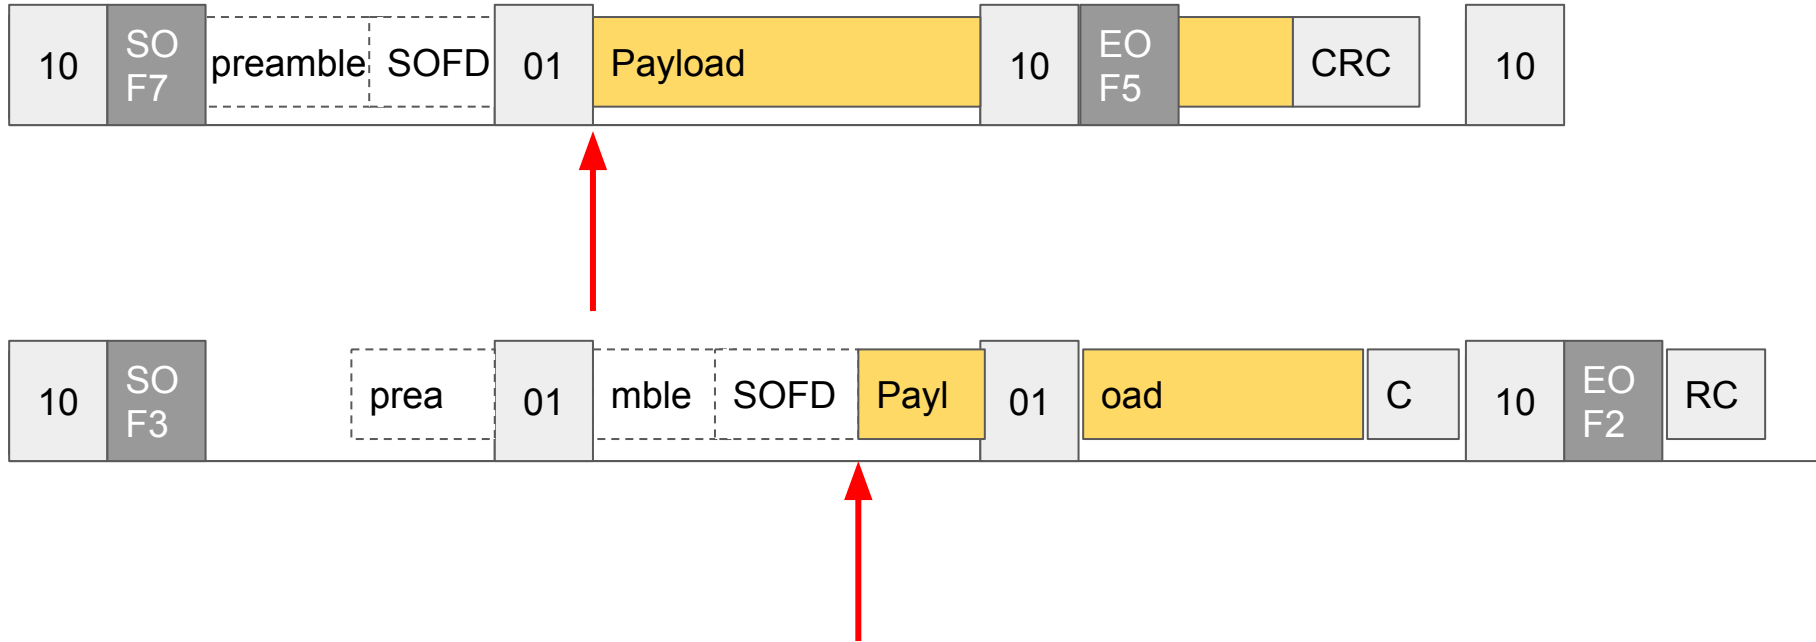 10 SO F7 preamble SOFD 01 Payload 10 EO F5 CRC 10
10 SO F3 prea 01 mble SOFD Payl 01 oad C 10 EO F2 RC